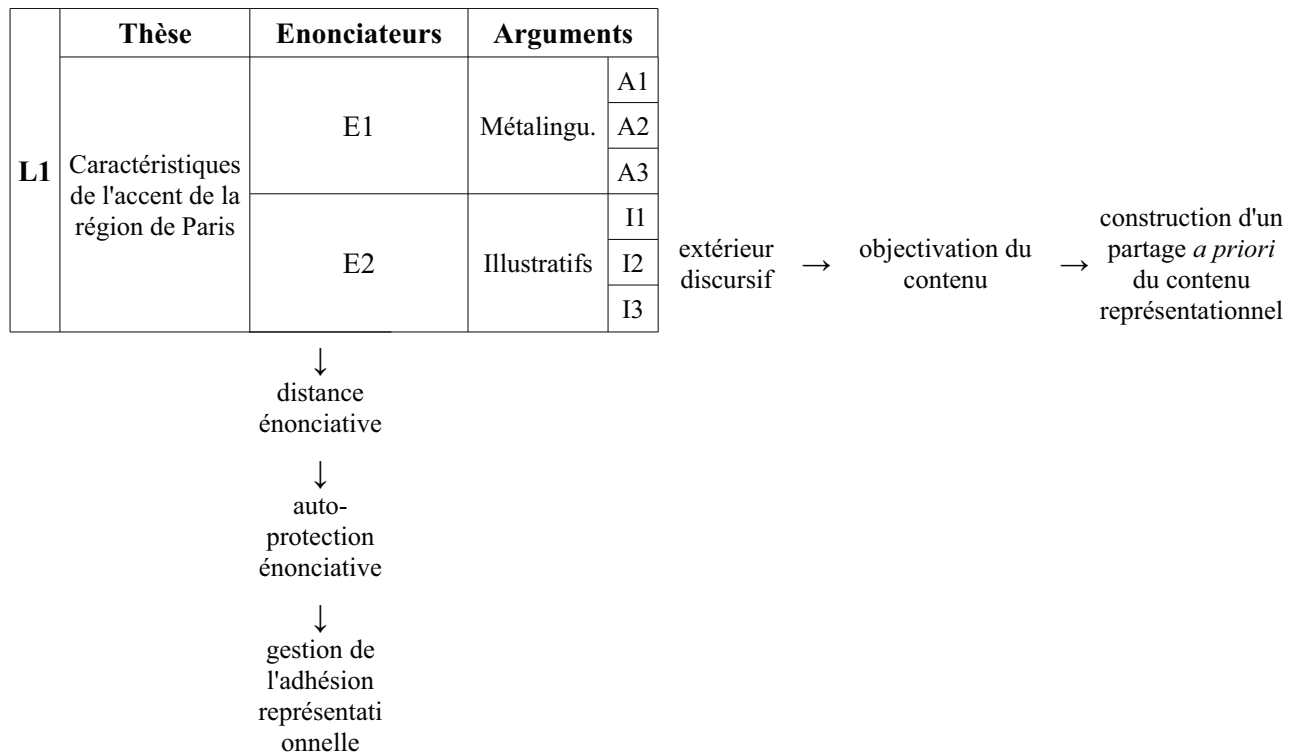 Thèse Enonciateurs Arguments
L1
Caractéristiques
de l'accent de la
région de Paris
E1
Métalingu.
A1
A2
A3
E2
Illustratifs
I1
I2
I3
extérieur
discursif
→
objectivation du
contenu
→
construction d'un
partage a priori
du contenu
représentationnel
↓
distance
énonciative
↓
auto-
protection
énonciative
↓
gestion de
l'adhésion
représentati
onnelle